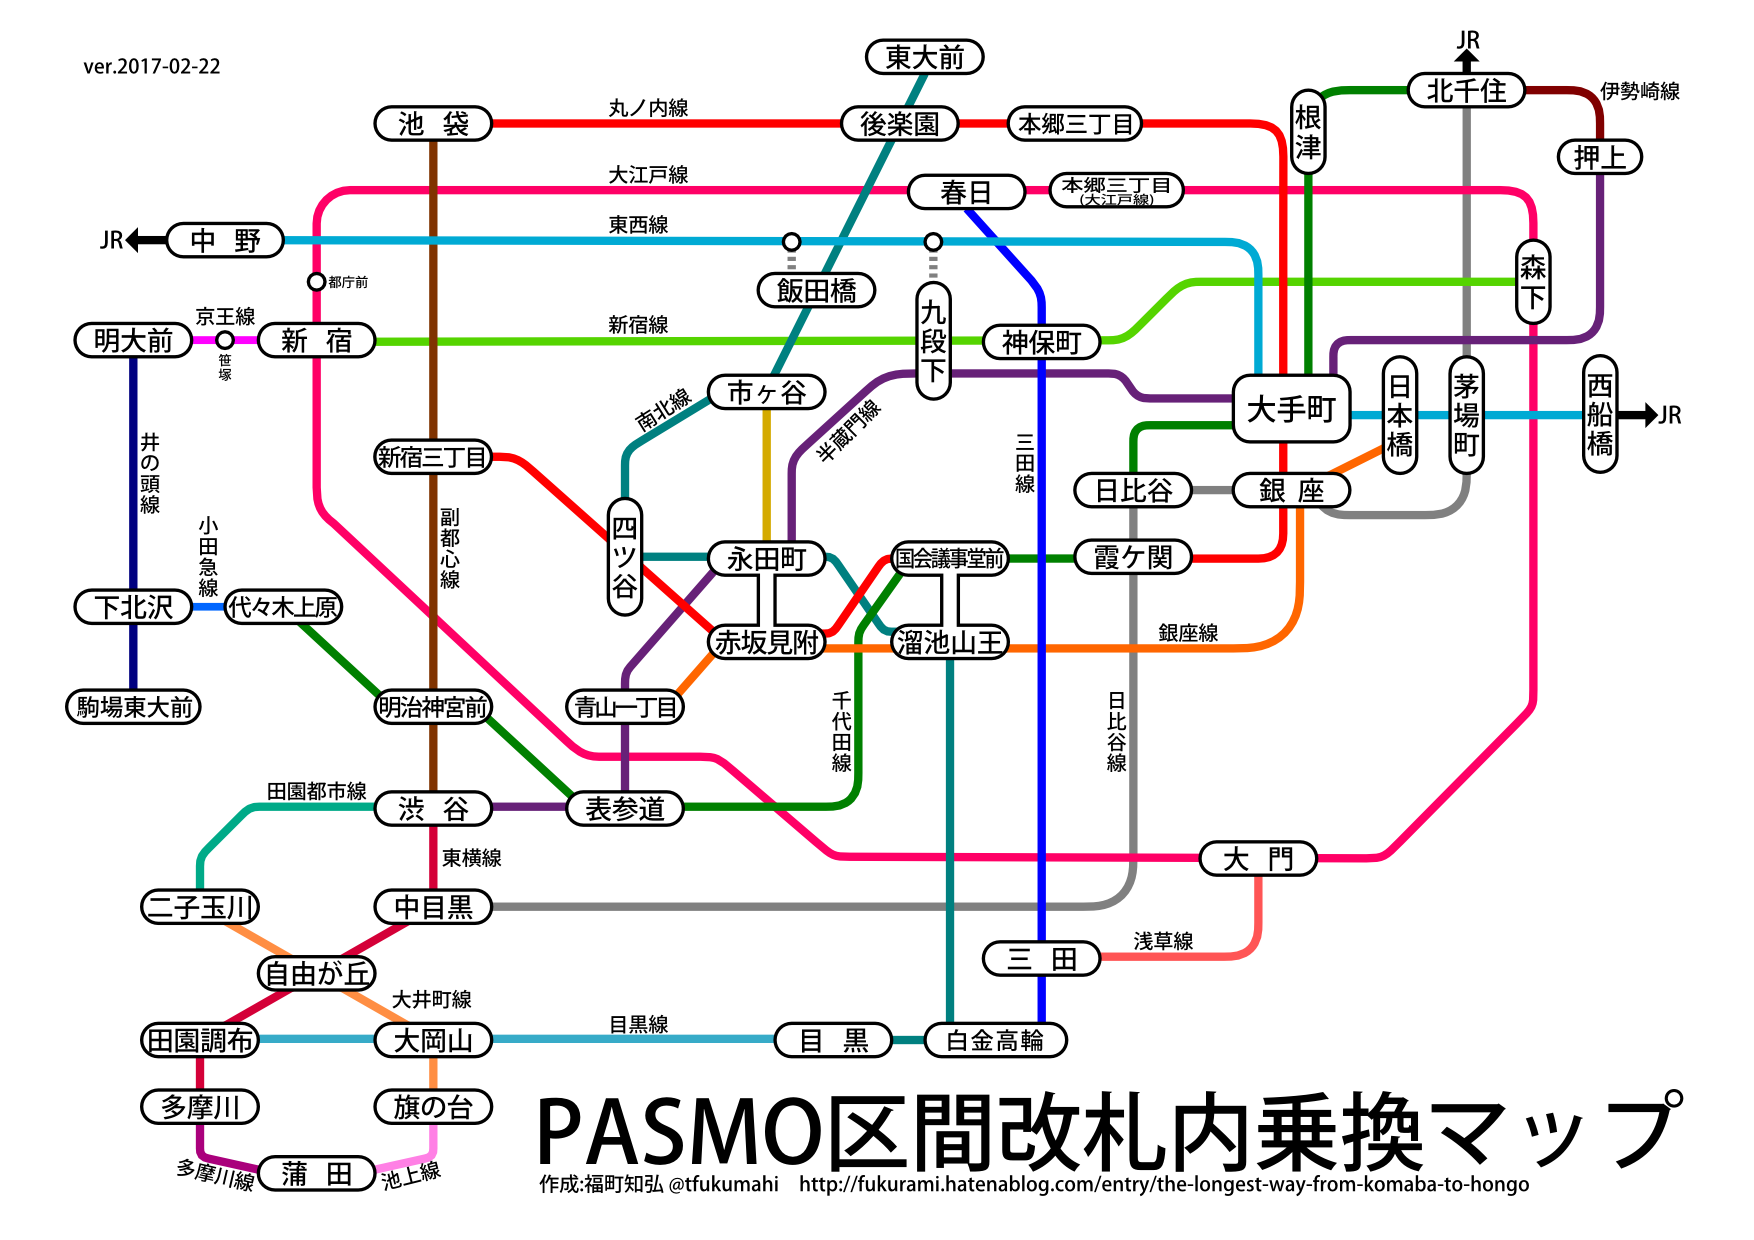 ver.2017-02-22
東大前
JR
北千住
伊勢崎線
池 袋
丸ノ内線
後楽園
本郷三丁目
根津
押上
大江戸線
春日
本郷三丁目
(大江戸線)
JR
中 野
東西線
都庁前
飯田橋
九段下
森下
京王線
明大前
笹塚
新 宿
新宿線
神保町
市ヶ谷
南北線
半蔵門線
大手町
日本橋
茅場町
西船橋
JR
井の頭線
新宿三丁目
三田線
日比谷
銀 座
小田急線
副都心線
四ツ谷
永田町
国会議事堂前
霞ケ関
下北沢
代々木上原
赤坂見附
溜池山王
銀座線
駒場東大前
明治神宮前
青山一丁目
千代田線
日比谷線
田園都市線
渋 谷
表参道
東横線
大 門
二子玉川
中目黒
浅草線
三 田
自由が丘
大井町線
田園調布
大岡山
目黒線
目 黒
白金高輪
多摩川
旗の台
多摩川線
蒲 田
池上線
PASMO区間改札内乗換マップ
作成:福町知弘 @tfukumahi http://fukurami.hatenablog.com/entry/the-longest-way-from-komaba-to-hongo